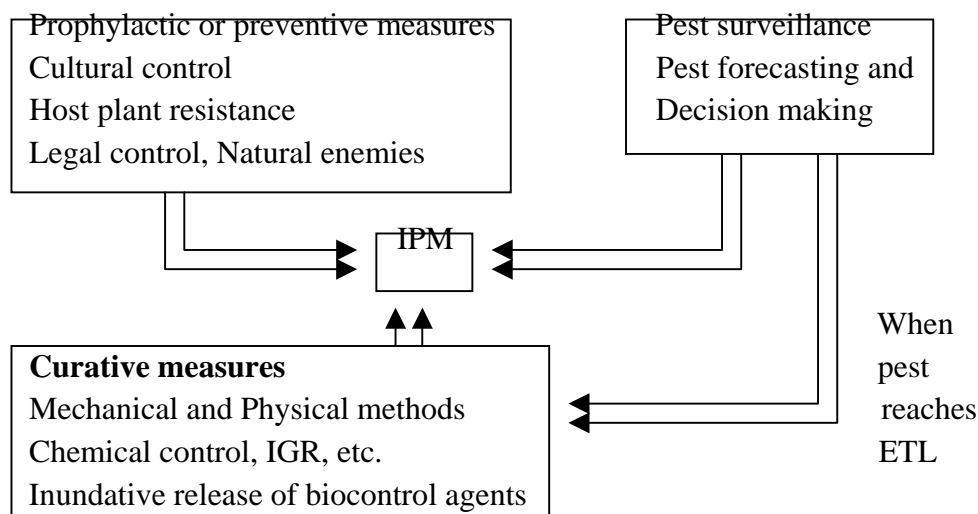 Prophylactic or preventive measures
Cultural control
Host plant resistance
Legal control, Natural enemies
Pest surveillance
Pest forecasting and
Decision making
IPM
When
pest
reaches
ETL
Curative measures
Mechanical and Physical methods
Chemical control, IGR, etc.
Inundative release of biocontrol agents